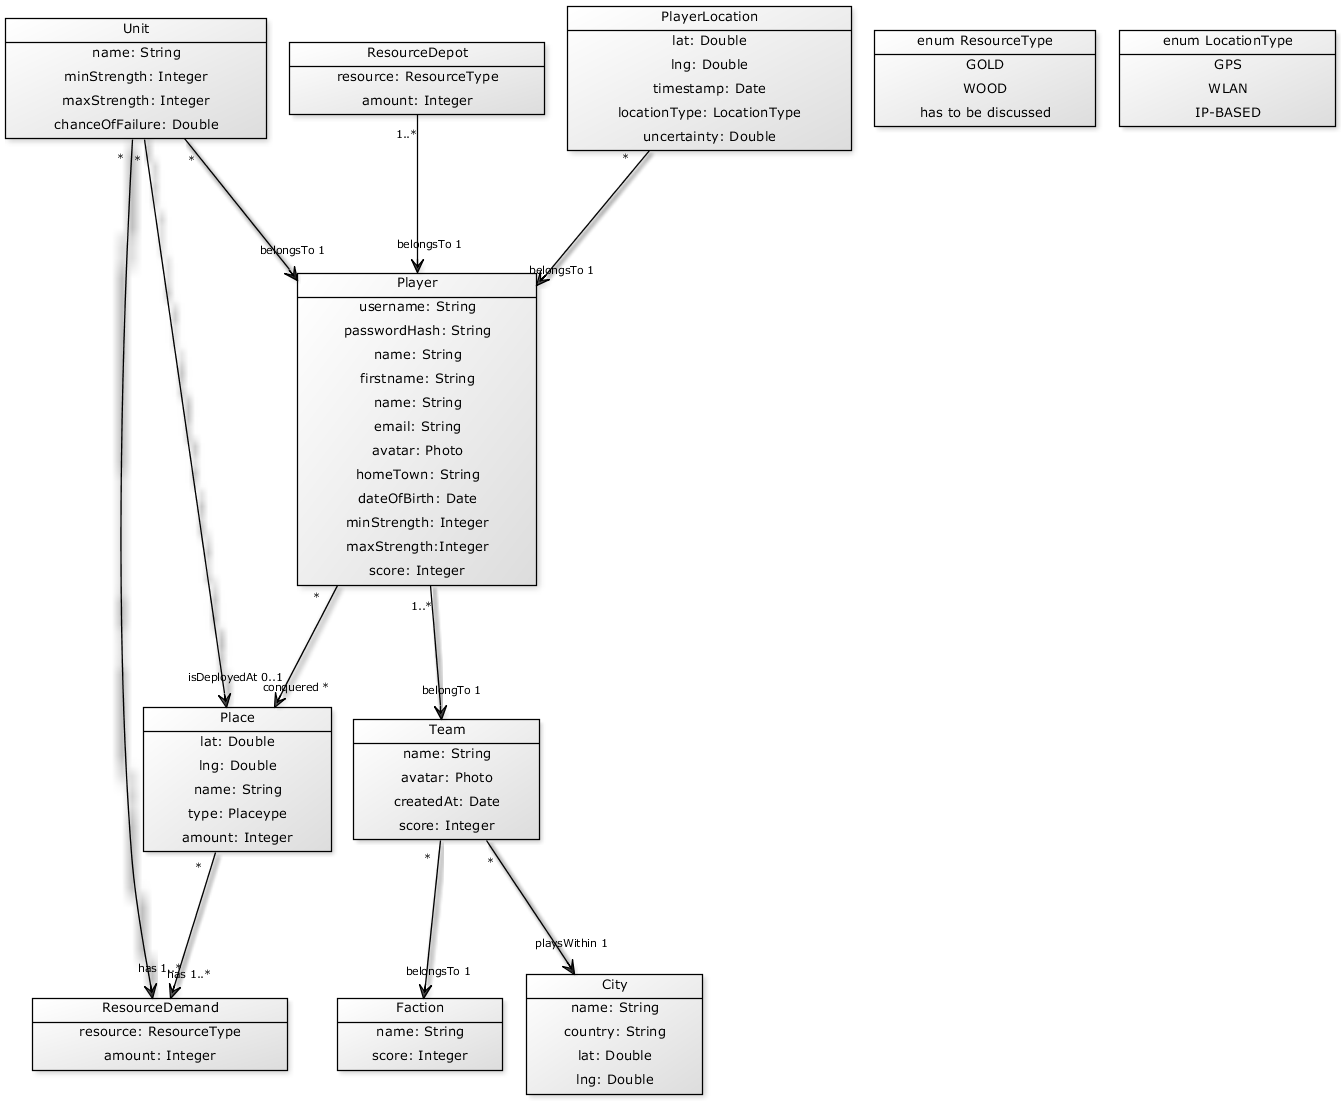 Unit
name: String
minStrength: Integer
maxStrength: Integer
chanceOfFailure: Double
ResourceDepot
resource: ResourceType
amount: Integer
PlayerLocation
lat: Double
lng: Double
timestamp: Date
locationType: LocationType
uncertainty: Double
enum ResourceType
GOLD
WOOD
has to be discussed
enum LocationType
GPS
WLAN
IP-BASED
*
*
*
1..*
*
belongsTo 1
belongsTo 1
belongsTo 1
Player
username: String
passwordHash: String
name: String
firstname: String
name: String
email: String
avatar: Photo
homeTown: String
dateOfBirth: Date
minStrength: Integer
maxStrength:Integer
score: Integer
*
1..*
isDeployedAt 0..1
conquered *
belongTo 1
Place
lat: Double
lng: Double
name: String
type: Placeype
amount: Integer
Team
name: String
avatar: Photo
createdAt: Date
score: Integer
*
*
*
has 1..*
has 1..*
belongsTo 1
playsWithin 1
ResourceDemand
resource: ResourceType
amount: Integer
Faction
name: String
score: Integer
City
name: String
country: String
lat: Double
lng: Double